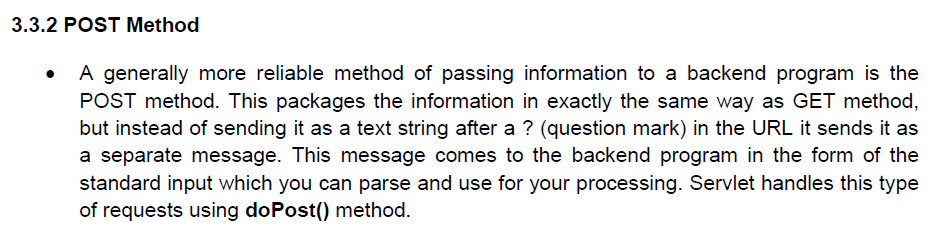 3.3.2 POST Method
• A generally more reliable method of passing information to a backend program is the
POST method. This packages the information in exactly the same way as GET method,
but instead of sending it as a text string after a ? (question mark) in the URL it sends it as
a separate message. This message comes to the backend program in the form of the
standard input which you can parse and use for your processing. Servlet handles this type
of requests using doPost() method.